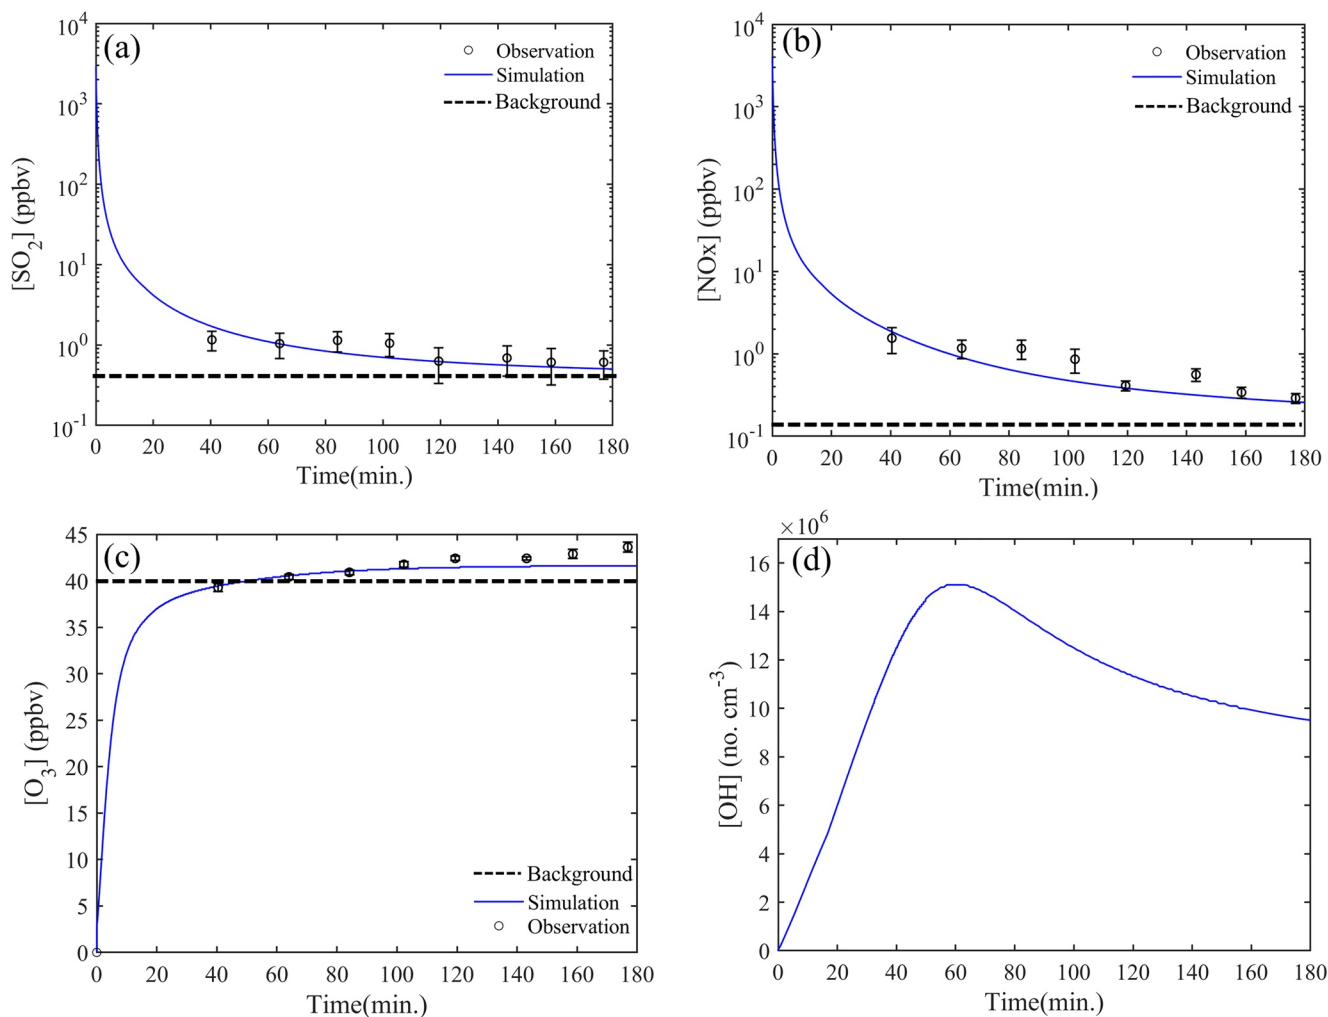 (a)
Observation
Simulation
Background
10^4
10^3
10^2
10^1
10^0
10^-1
[SO_2] (ppbv)
0 20 40 60 80 100 120 140 160 180
Time(min.)
(b)
Observation
Simulation
Background
10^4
10^3
10^2
10^1
10^0
10^-1
[NOx] (ppbv)
0 20 40 60 80 100 120 140 160 180
Time(min.)
(c)
45
40
35
30
25
20
15
10
5
0
[O_3] (ppbv)
Background
Simulation
Observation
0 20 40 60 80 100 120 140 160 180
Time(min.)
×10^6
(d)
16
14
12
10
8
6
4
2
0
[OH] (no. cm^-3)
0 20 40 60 80 100 120 140 160 180
Time(min.)